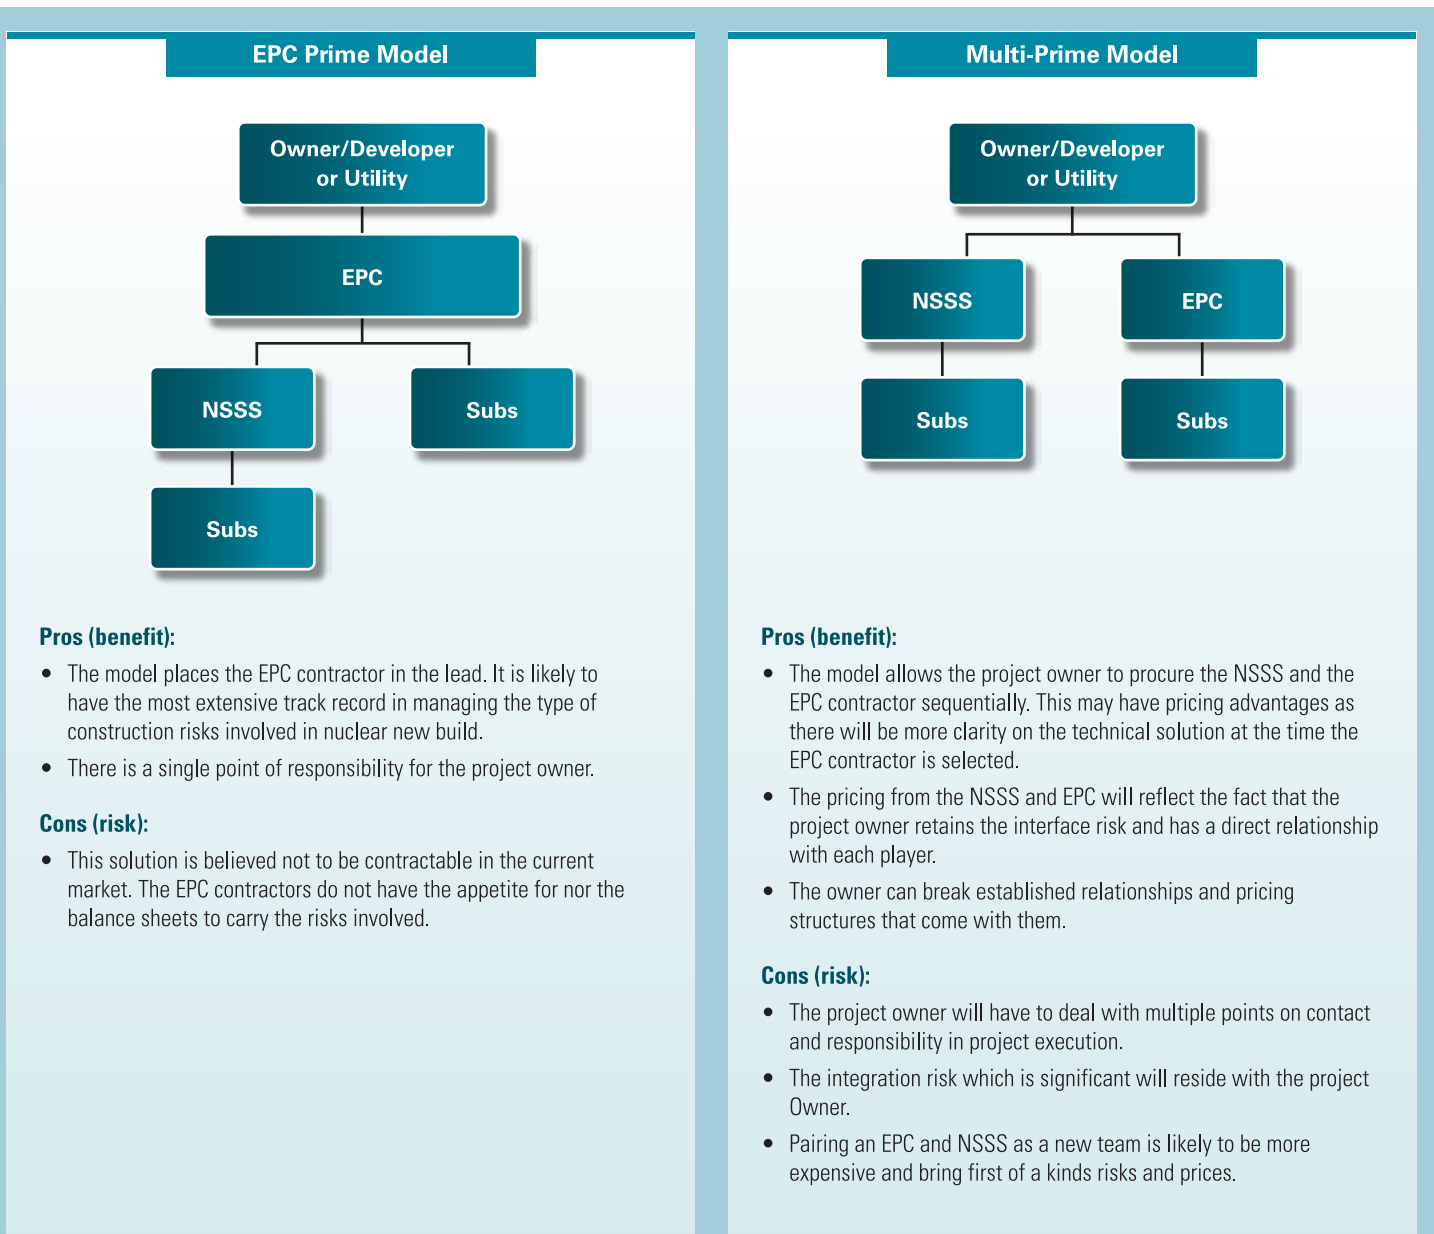 EPC Prime Model
Owner/Developer
or Utility
EPC
NSSS
Subs
Subs
Pros (benefit):
• The model places the EPC contractor in the lead. It is likely to
have the most extensive track record in managing the type of
construction risks involved in nuclear new build.
• There is a single point of responsibility for the project owner.
Cons (risk):
• This solution is believed not to be contractable in the current
market. The EPC contractors do not have the appetite for nor the
balance sheets to carry the risks involved.
Multi-Prime Model
Owner/Developer
or Utility
NSSS
EPC
Subs
Subs
Pros (benefit):
• The model allows the project owner to procure the NSSS and the
EPC contractor sequentially. This may have pricing advantages as
there will be more clarity on the technical solution at the time the
EPC contractor is selected.
• The pricing from the NSSS and EPC will reflect the fact that the
project owner retains the interface risk and has a direct relationship
with each player.
• The owner can break established relationships and pricing
structures that come with them.
Cons (risk):
• The project owner will have to deal with multiple points on contact
and responsibility in project execution.
• The integration risk which is significant will reside with the project
Owner.
• Pairing an EPC and NSSS as a new team is likely to be more
expensive and bring first of a kinds risks and prices.